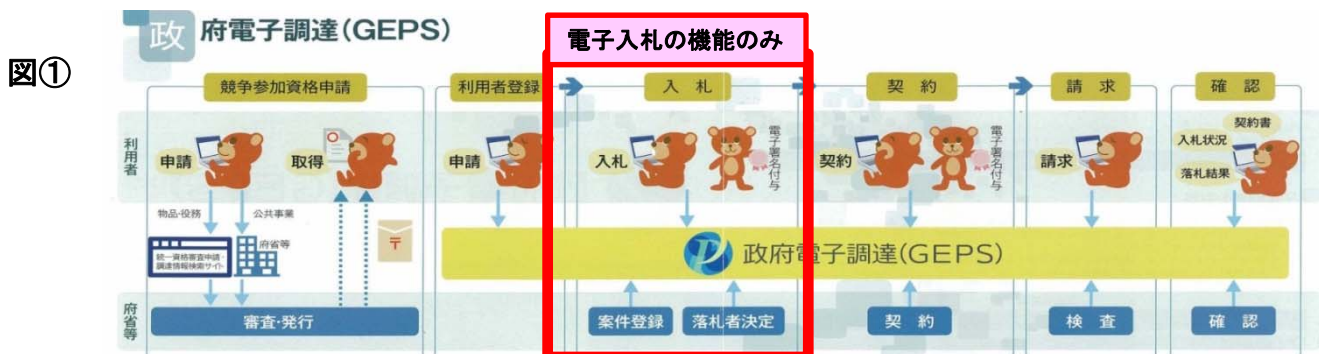 図①
政府電子調達(GEPS)
電子入札の機能のみ
競争参加資格申請
利用者登録
入札
契約
請求
確認
利用者
申請
取得
申請
入札
電子署名付与
契約
電子署名付与
請求
契約書
入札状況
落札結果
物品・役務
公共事業
府省等
統一資格審査申請・
調達情報検索サイト
〒
政府電子調達(GEPS)
府省等
審査・発行
案件登録
落札者決定
契約
検査
確認